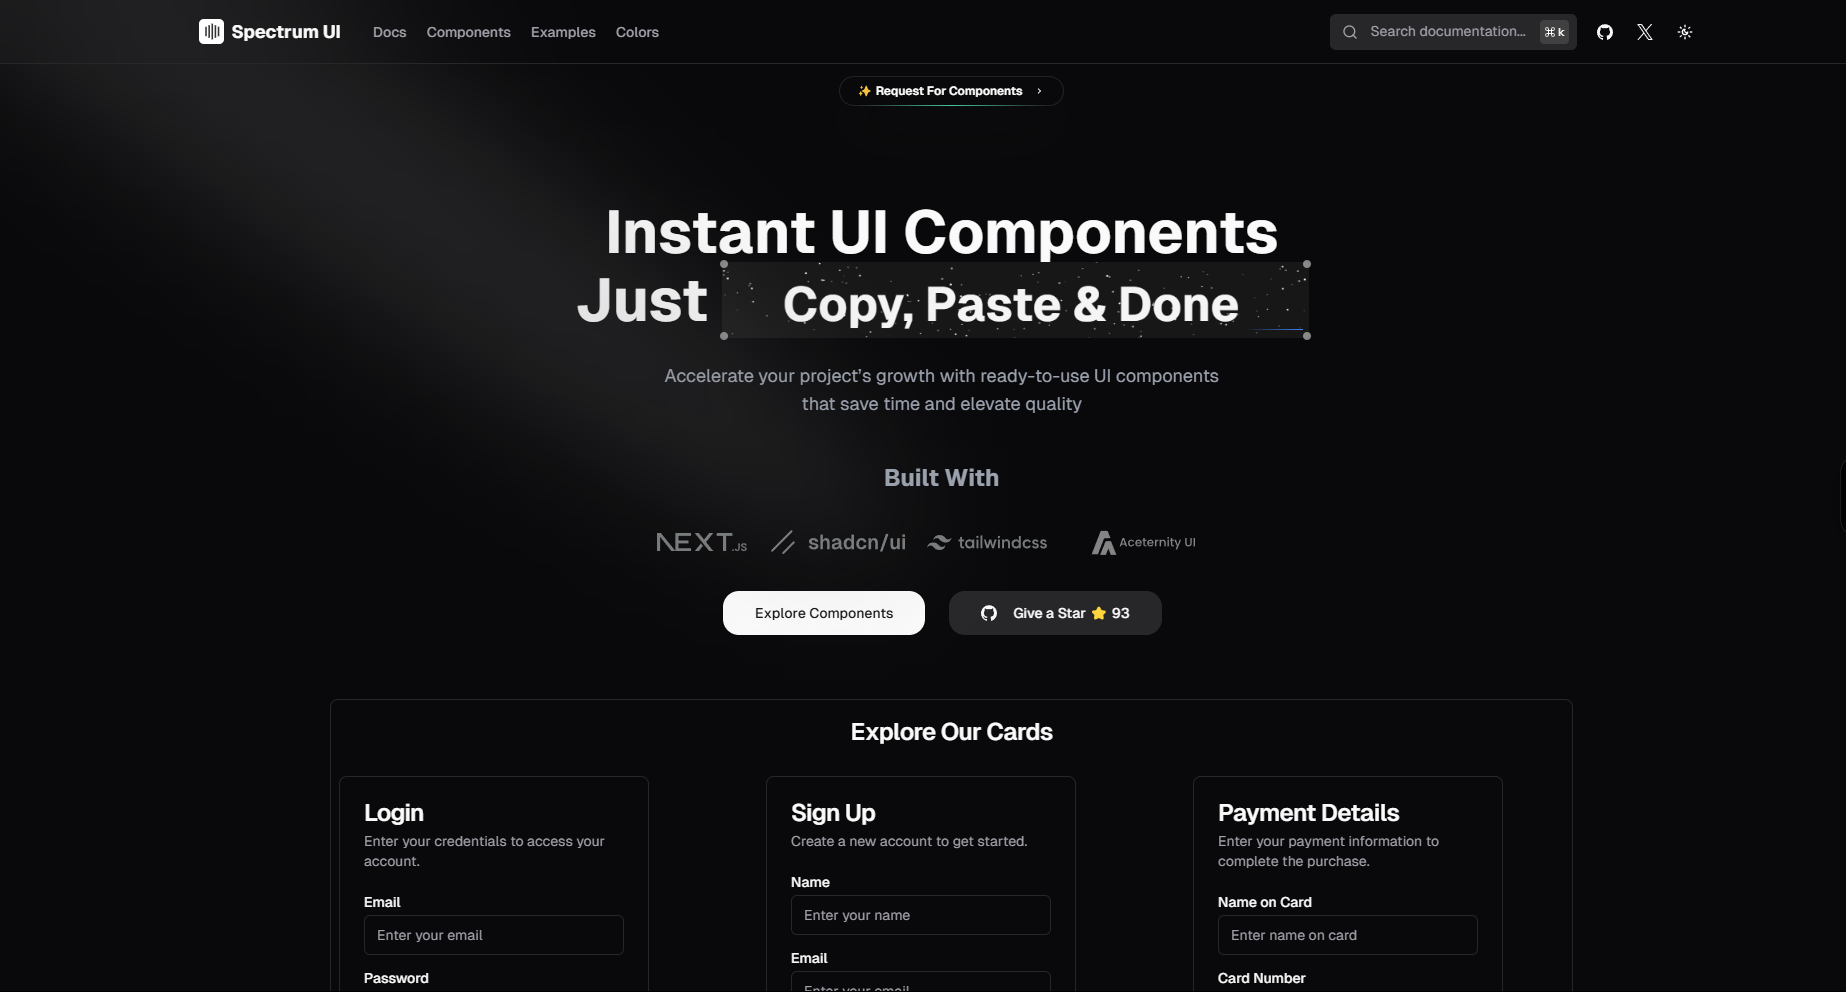 Spectrum UI
Docs
Components
Examples
Colors
Search documentation...
⌘k
✨ Request For Components ›
Instant UI Components
Just Copy, Paste & Done
Accelerate your project's growth with ready-to-use UI components
that save time and elevate quality
Built With
NEXT.JS
shadcn/ui
tailwindcss
Aceternity UI
Explore Components
Give a Star ⭐ 93
Explore Our Cards
Login
Enter your credentials to access your
account.
Email
Enter your email
Password
Sign Up
Create a new account to get started.
Name
Enter your name
Email
Enter your email
Payment Details
Enter your payment information to
complete the purchase.
Name on Card
Enter name on card
Card Number